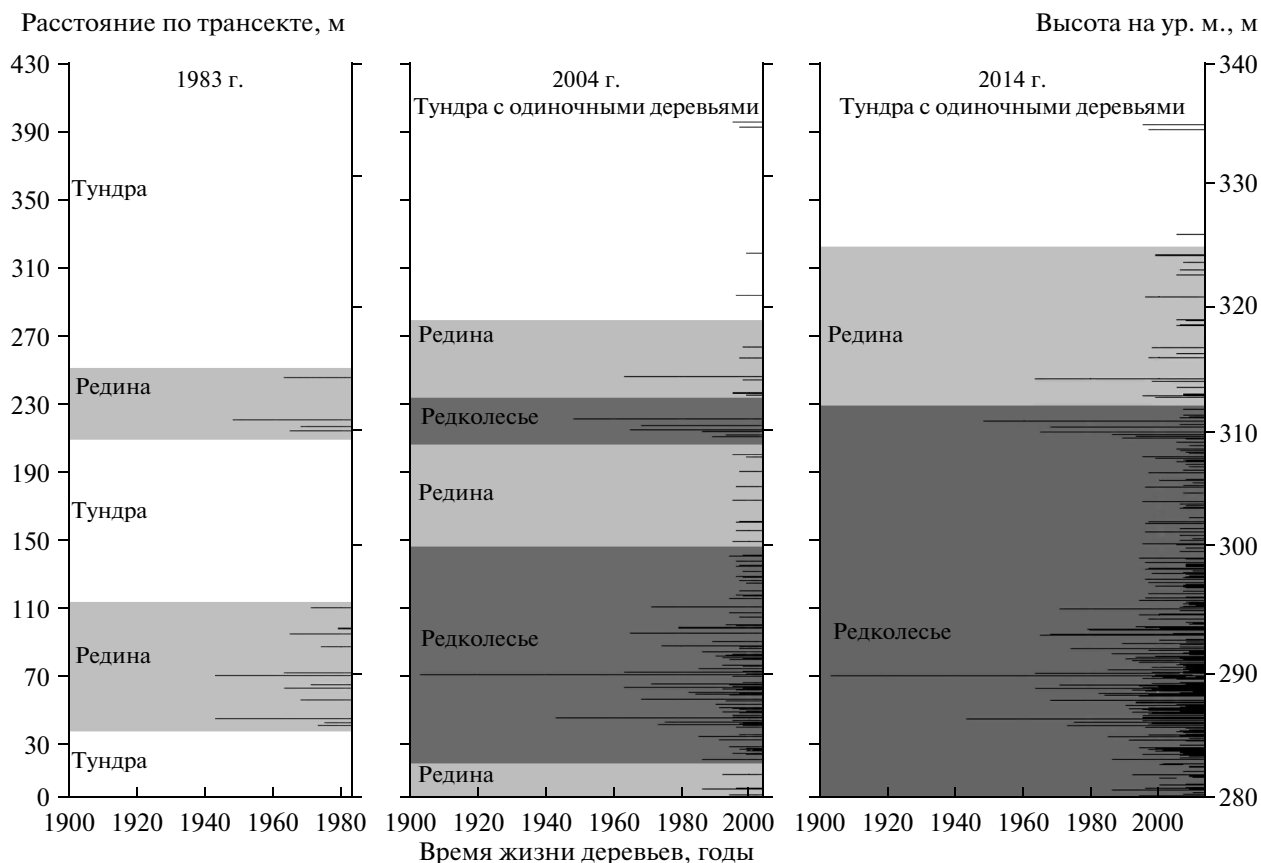 Расстояние по трансекте, м
Высота на ур. м., м
430
390
350
310
270
230
190
150
110
70
30
0
1983 г.
Тундра
Редина
Тундра
Редина
Тундра
1900 1920 1940 1960 1980
2004 г.
Тундра с одиночными деревьями
Редина
Редколесье
Редина
Редколесье
Редина
1900 1920 1940 1960 1980 2000
2014 г.
Тундра с одиночными деревьями
Редина
Редколесье
1900 1920 1940 1960 1980 2000
340
330
320
310
300
290
280
Время жизни деревьев, годы